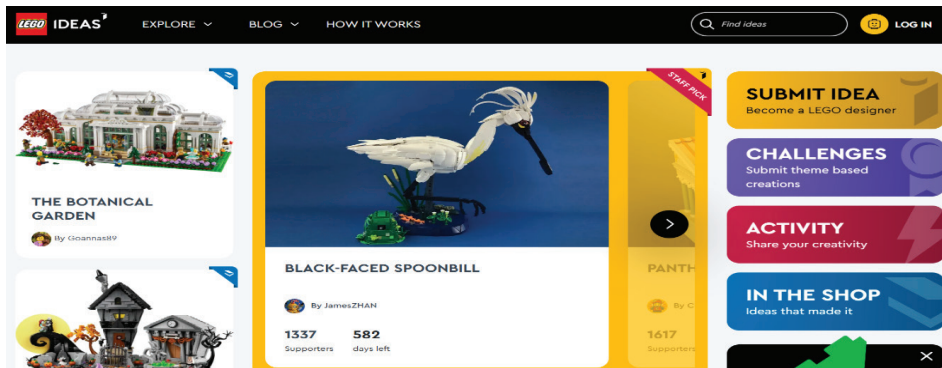 LEGO IDEAS EXPLORE BLOG HOW IT WORKS Find ideas LOG IN
THE BOTANICAL
GARDEN
By Goannas89
STAFF PICK
BLACK-FACED SPOONBILL
By JamesZHAN
1337 582
Supporters days left
PANTH
By C
1617
Supporters
SUBMIT IDEA
Become a LEGO designer
CHALLENGES
Submit theme based
creations
ACTIVITY
Share your creativity
IN THE SHOP
Ideas that made it